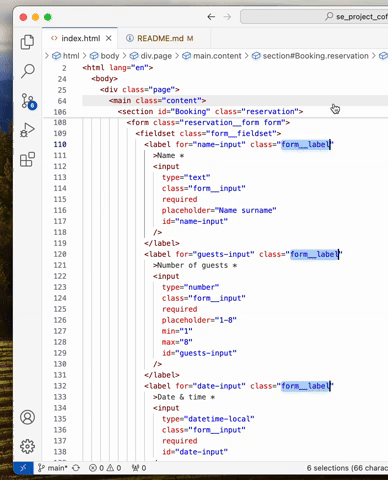 se_project_cof
index.html
README.md M
html > body > div.page > main.content > section#Booking.reservation >
2 <html lang="en">
24 <body>
25 <div class="page">
64 <main class="content">
106 <section id="Booking" class="reservation">
108 <form class="reservation__form form">
109 <fieldset class="form__fieldset">
110 <label for="name-input" class="form__label"
111 >Name *
112 <input
113 type="text"
114 class="form__input"
115 required
116 placeholder="Name surname"
117 id="name-input"
118 />
119 </label>
120 <label for="guests-input" class="form__label"
121 >Number of guests *
122 <input
123 type="number"
124 class="form__input"
125 required
126 placeholder="1-8"
127 min="1"
128 max="8"
129 id="guests-input"
130 />
131 </label>
132 <label for="date-input" class="form__label"
133 >Date & time *
134 <input
135 type="datetime-local"
136 class="form__input"
137 required
138 id="date-input"
main* 0 0 0 6 selections (66 charac